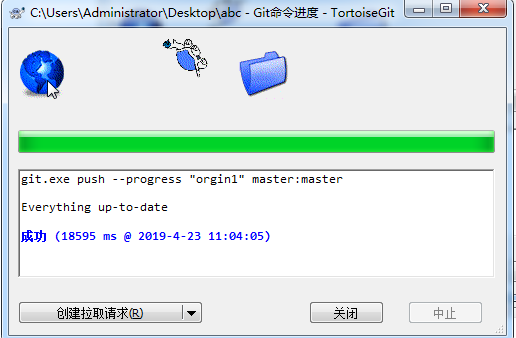 C:\Users\Administrator\Desktop\abc - Git命令进度 - TortoiseGit
git.exe push --progress "orgin1" master:master
Everything up-to-date
成功 (18595 ms @ 2019-4-23 11:04:05)
创建拉取请求(R) 关闭 中止